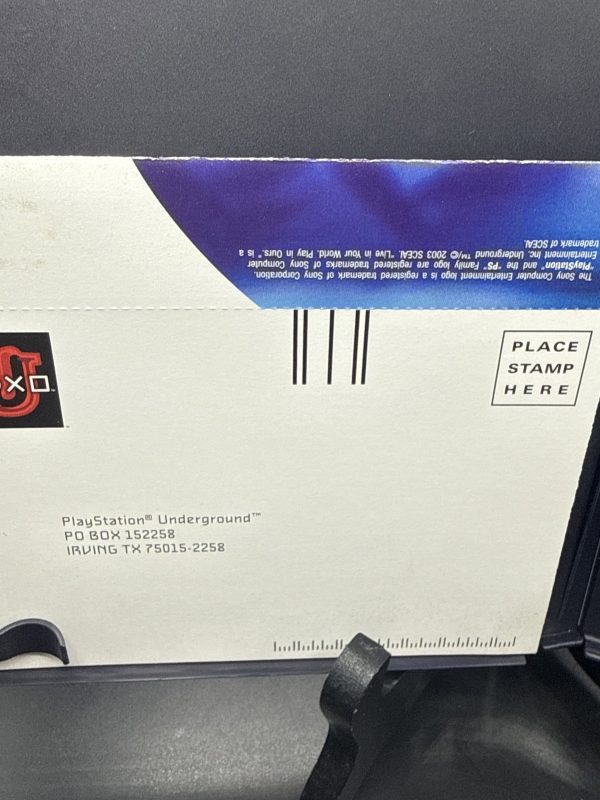 The Sony Computer Entertainment logo is a registered trademark of Sony Corporation.
"PlayStation" and the "PS" Family logo are registered trademarks of Sony Computer
Entertainment Inc. Underground ™/© 2003 SCEA. "Live in Your World. Play in Ours." is a
trademark of SCEA.
PLACE
STAMP
HERE
PlayStation® Underground™
PO BOX 152258
IRVING TX 75015-2258